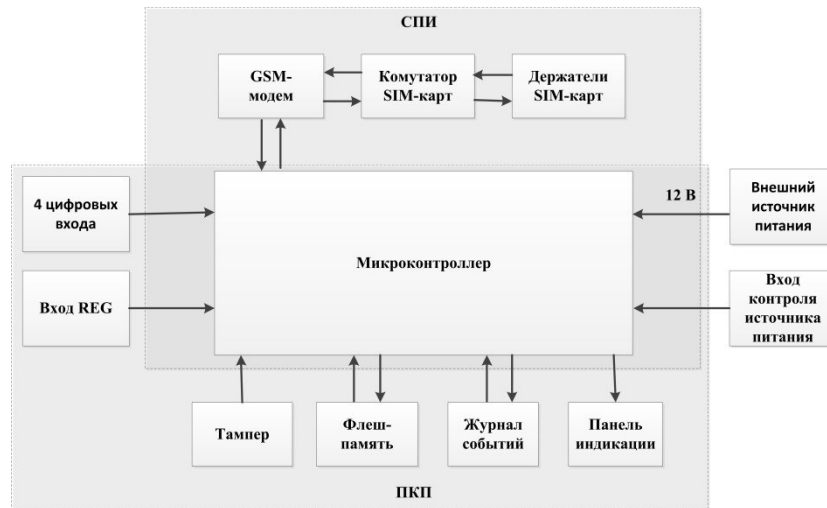 СПИ
GSM-
модем
Комутатор
SIM-карт
Держатели
SIM-карт
4 цифровых
входа
12 В
Внешний
источник
питания
Микроконтроллер
Вход REG
Вход
контроля
источника
питания
Тампер
Флеш-
память
Журнал
событий
Панель
индикации
ПКП